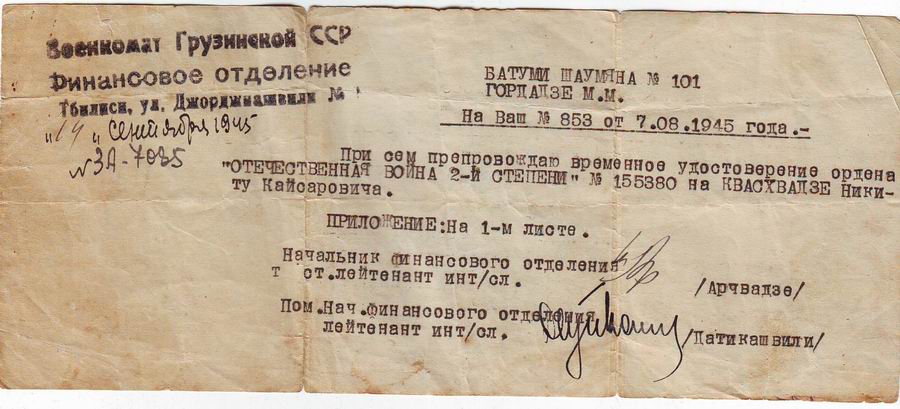 Военкомат Грузинской ССР
Финансовое отделение
Тбилиси, ул. Джорджиашвили №
"14" сентября 1945
№ЗА-7085
БАТУМИ ШАУМЯНА № 101
ГОРДАДЗЕ М.М.
На Ваш № 853 от 7.08.1945 года.-
При сем препровождаю временное удостоверение ордена
"ОТЕЧЕСТВЕННАЯ ВОЙНА 2-Й СТЕПЕНИ" № 155380 на КВАСХВАДЗЕ Ники-
ту Кайсаровича.
ПРИЛОЖЕНИЕ:На 1-м листе.
Начальник финансового отделения
т ст.лейтенант инт/сл.
/Арчвадзе/
Пом.Нач.финансового отделения
лейтенант инт/сл.
/Патикашвили/